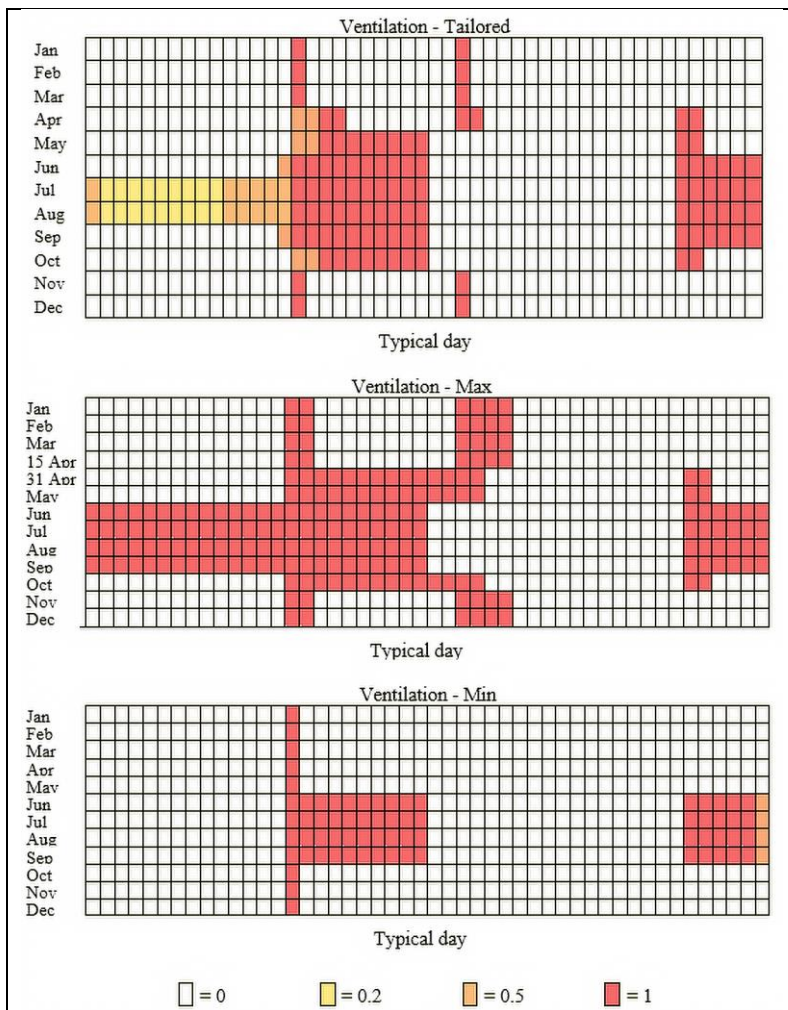 Ventilation - Tailored
Jan
Feb
Mar
Apr
May
Jun
Jul
Aug
Sep
Oct
Nov
Dec
Typical day
Ventilation - Max
Jan
Feb
Mar
15 Apr
31 Apr
May
Jun
Jul
Aug
Sep
Oct
Nov
Dec
Typical day
Ventilation - Min
Jan
Feb
Mar
Apr
May
Jun
Jul
Aug
Sep
Oct
Nov
Dec
Typical day
= 0 = 0.2 = 0.5 = 1